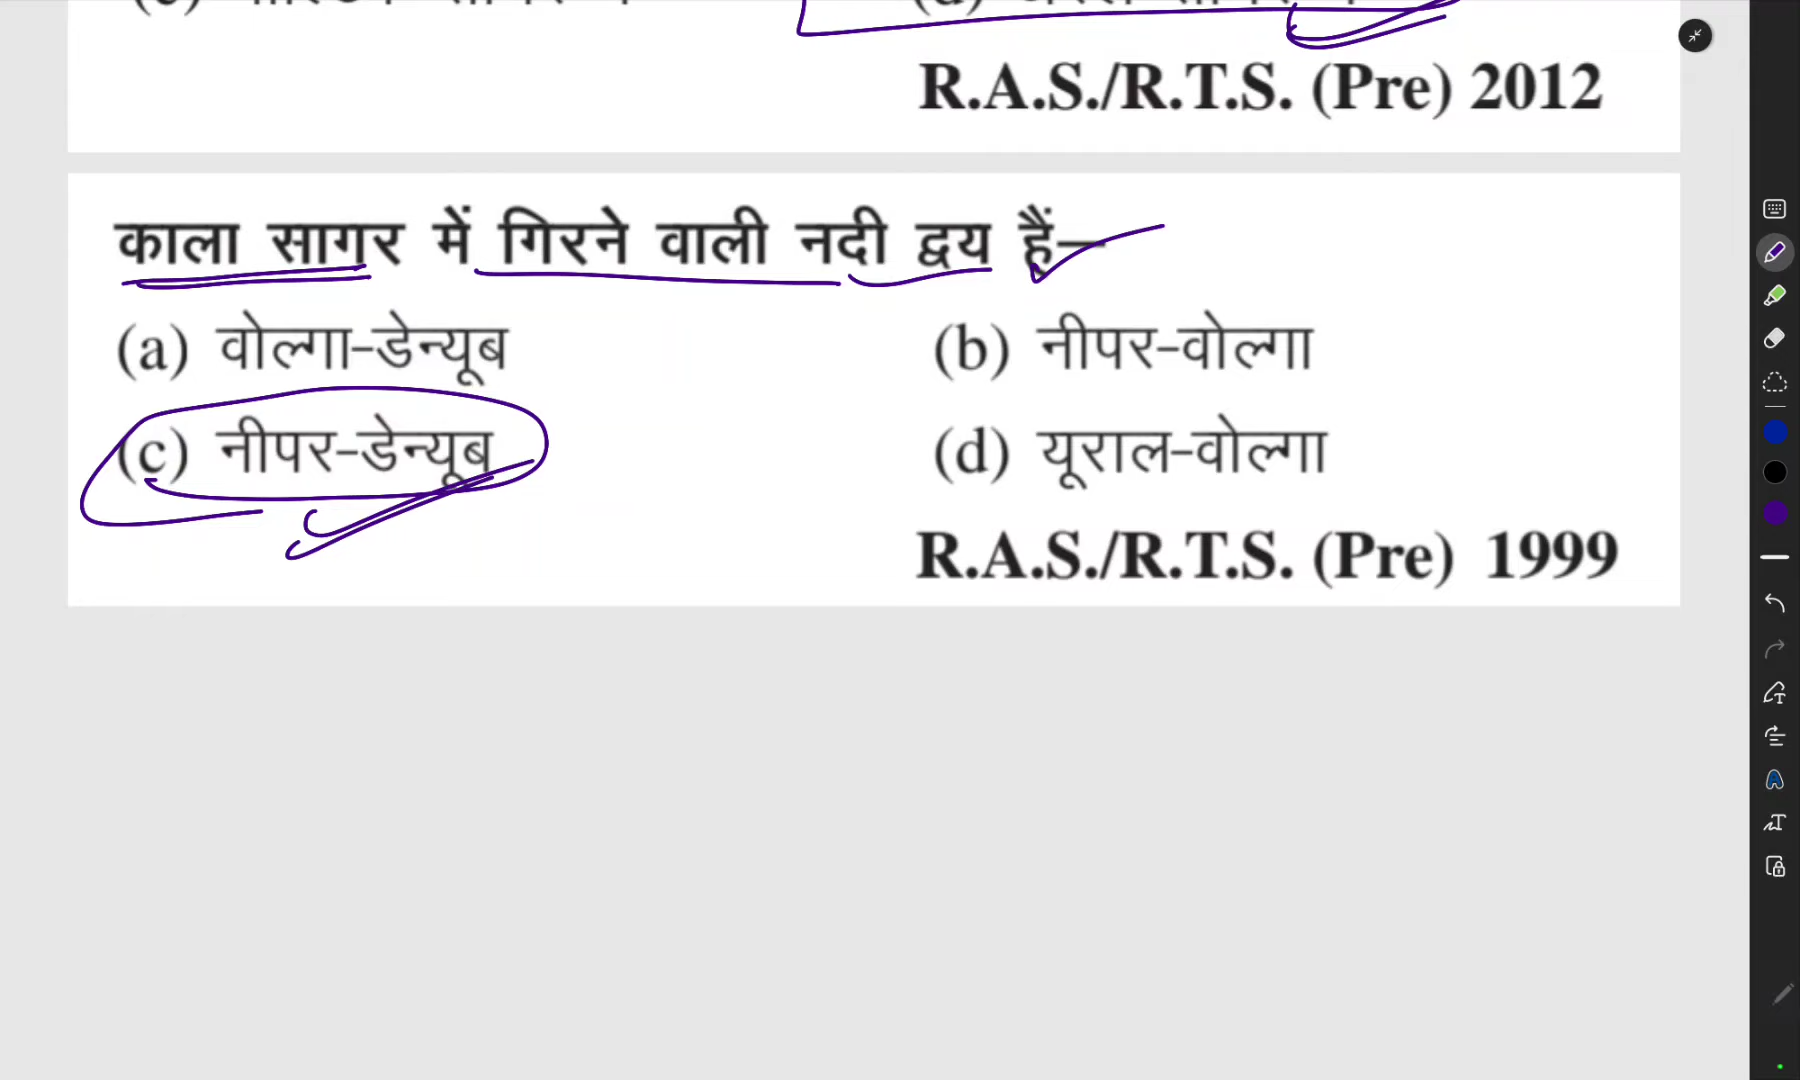 R.A.S./R.T.S. (Pre) 2012
काला सागर में गिरने वाली नदी द्वय हैं–
(a) वोल्गा-डेन्यूब (b) नीपर-वोल्गा
(c) नीपर-डेन्यूब (d) यूराल-वोल्गा
R.A.S./R.T.S. (Pre) 1999